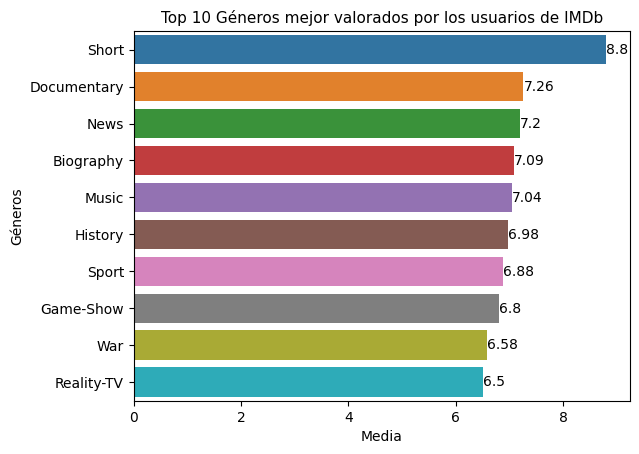 Top 10 Géneros mejor valorados por los usuarios de IMDb
Géneros
Short 8.8
Documentary 7.26
News 7.2
Biography 7.09
Music 7.04
History 6.98
Sport 6.88
Game-Show 6.8
War 6.58
Reality-TV 6.5
0 2 4 6 8
Media